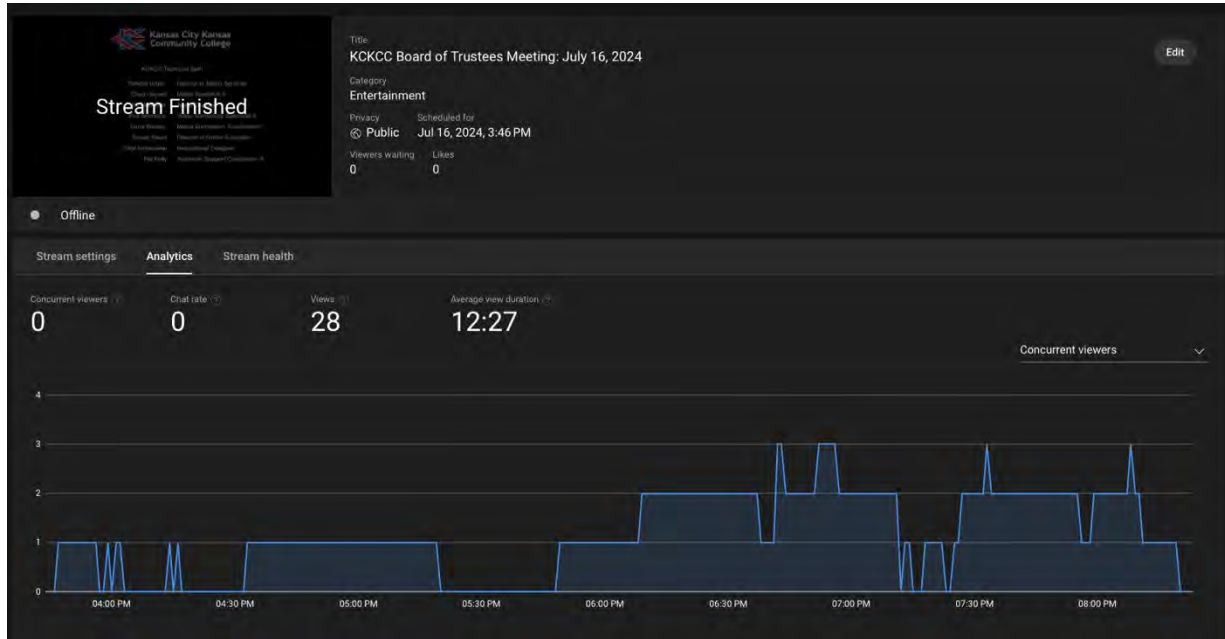 Kansas City Kansas
Community College
Stream Finished
Title
KCKCC Board of Trustees Meeting: July 16, 2024
Edit
Category
Entertainment
Privacy Scheduled for
Public Jul 16, 2024, 3:46 PM
Viewers waiting Likes
0 0
Offline
Stream settings Analytics Stream health
Concurrent viewers Chat rate Views Average view duration
0 0 28 12:27
Concurrent viewers
4
3
2
1
0
04:00 PM 04:30 PM 05:00 PM 05:30 PM 06:00 PM 06:30 PM 07:00 PM 07:30 PM 08:00 PM